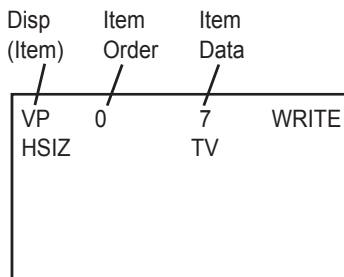 Disp Item Item
(Item) Order Data
VP 0 7 WRITE
HSIZ TV